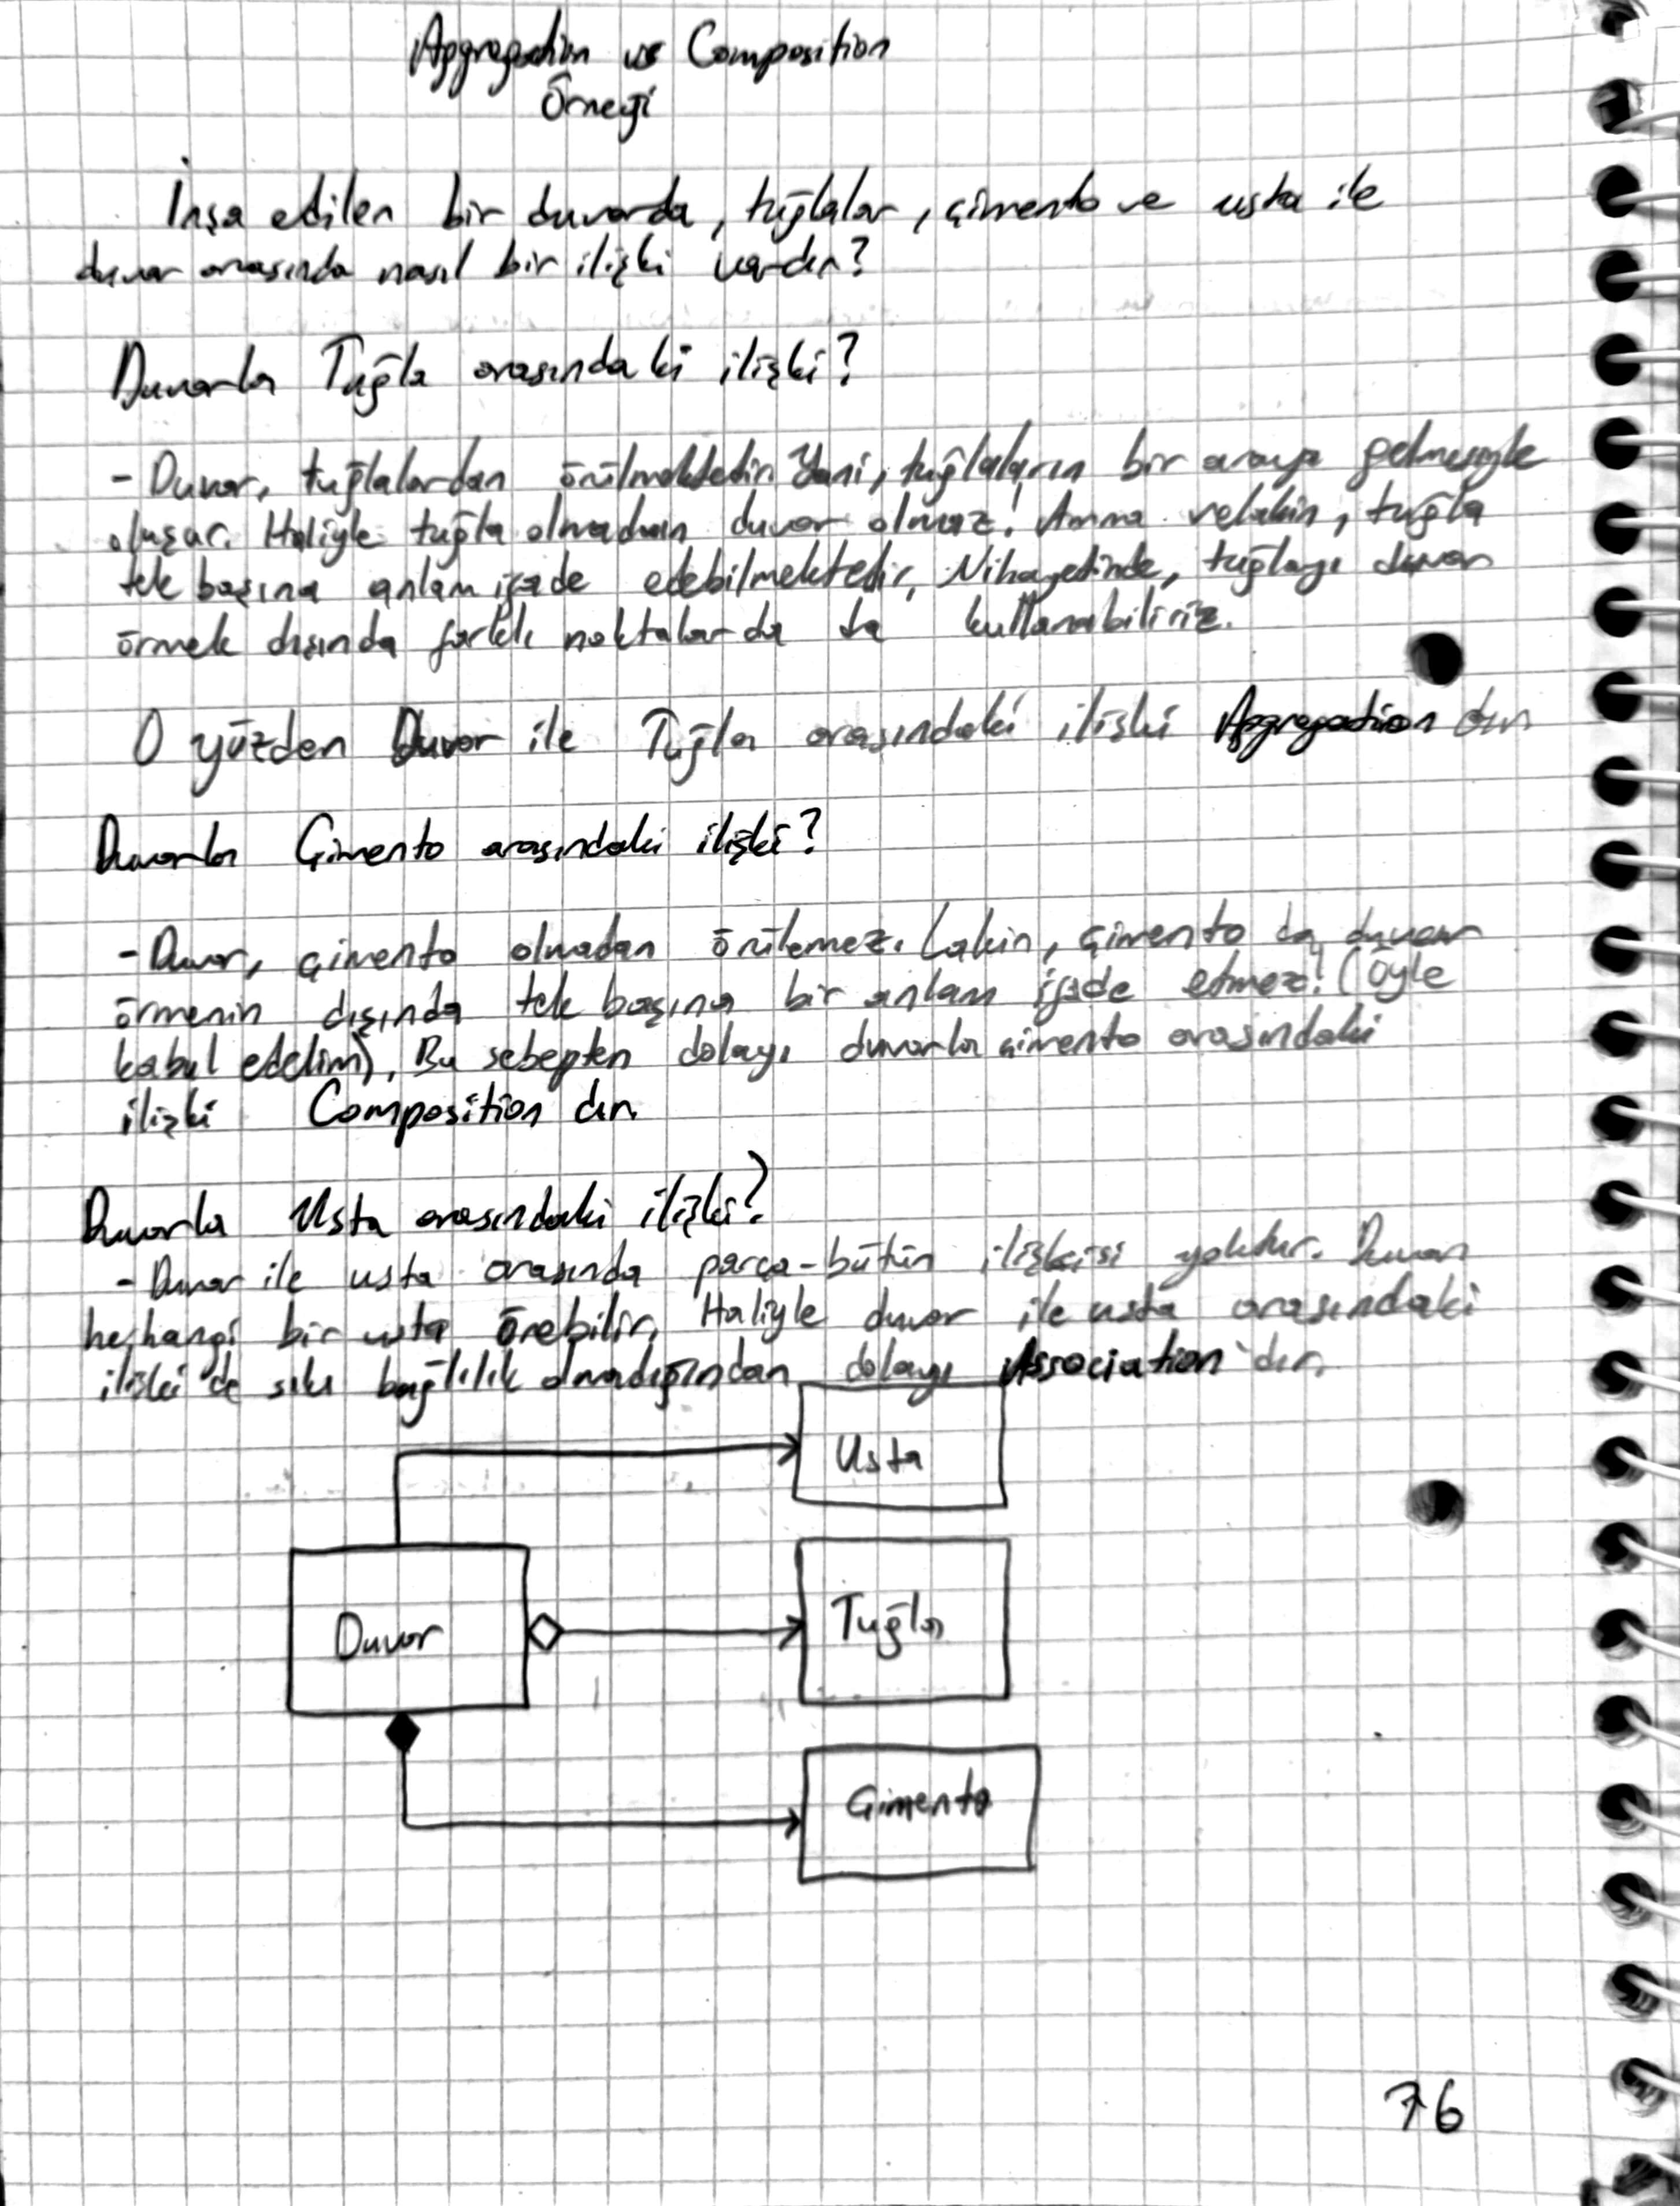 Aggregation ve Composition
Örneği
İnşa edilen bir duvarda, tuğlalar, çimento ve usta ile
duvar arasında nasıl bir ilişki vardır?
Duvarla Tuğla arasındaki ilişki?
- Duvar, tuğlalardan örülmektedir. Yani, tuğlaların bir araya gelmesiyle
oluşur. Haliyle tuğla olmadan duvar olmaz! Amma velakin, tuğla
tek başına anlam ifade edebilmektedir, Nihayetinde, tuğlayı duvar
örmek dışında farklı noktalarda da kullanabiliriz.
O yüzden Duvar ile Tuğla arasındaki ilişki Aggregation dır
Duvarla Çimento arasındaki ilişki?
- Duvar, çimento olmadan örülemez. Lakin, çimento da duvar
örmenin dışında tek başına bir anlam ifade etmez! (Öyle
kabul edelim). Bu sebepten dolayı duvarla çimento arasındaki
ilişki Composition dır.
Duvarla Usta arasındaki ilişki?
- Duvar ile usta arasında parça-bütün ilişkisi yoktur. Duvarı
herhangi bir usta örebilir. Haliyle duvar ile usta arasındaki
ilişki de sıkı bağlılık olmadığından dolayı Association'dır.
Usta
Duvar
Tuğla
Çimento
76